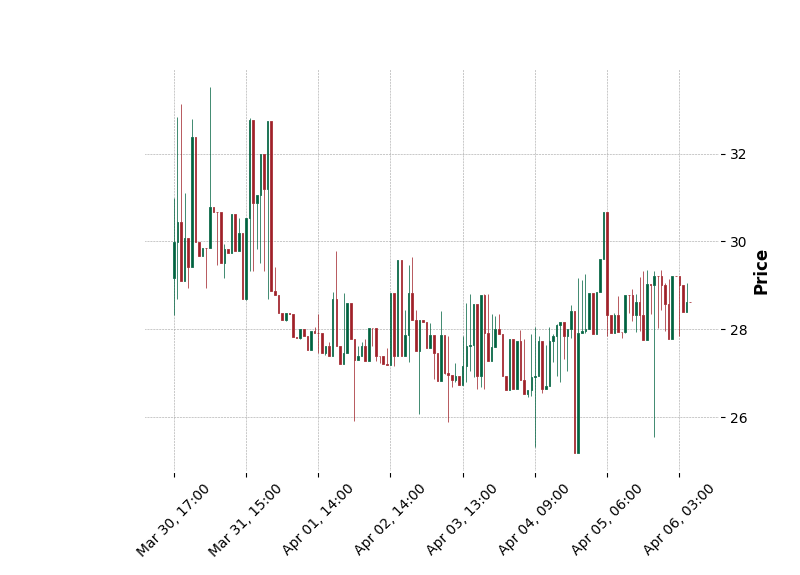 32
30
28
26
Price
Mar 30, 17:00
Mar 31, 15:00
Apr 01, 14:00
Apr 02, 14:00
Apr 03, 13:00
Apr 04, 09:00
Apr 05, 06:00
Apr 06, 03:00